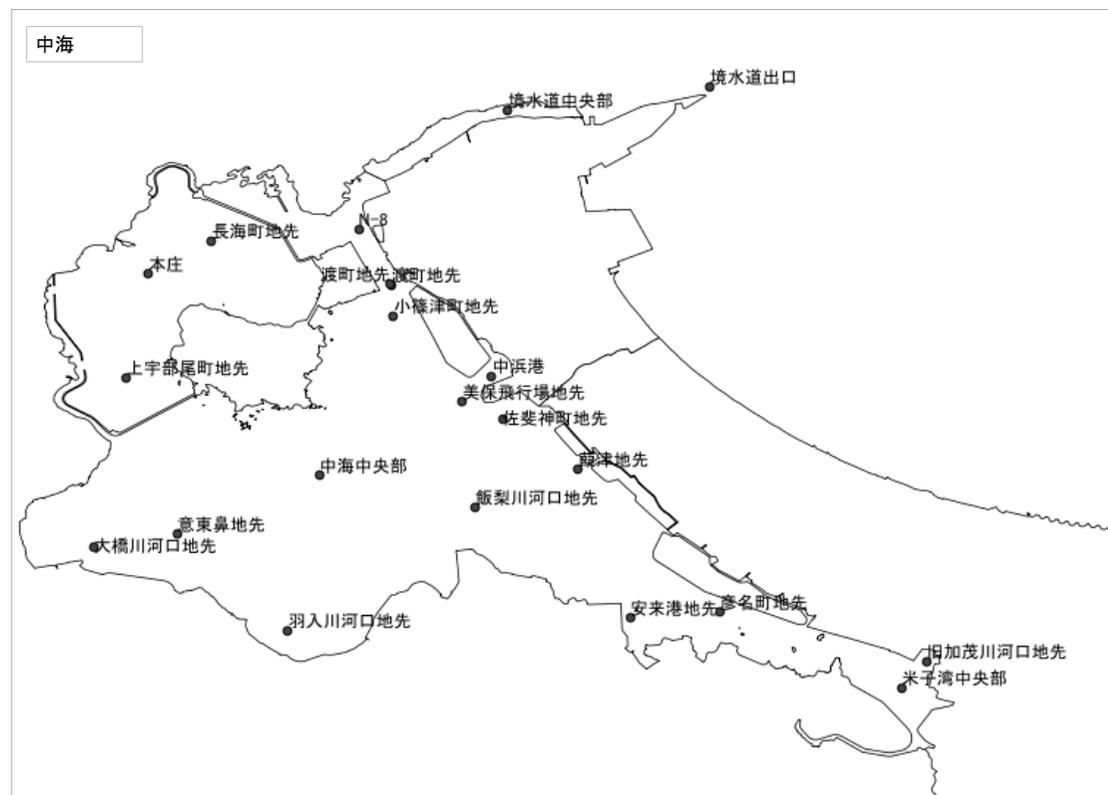 中海
境水道出口
境水道中央部
N-8
長海町地先
本庄
渡町地先
渡町地先
小篠津町地先
中浜港
上宇部尾町地先
美保飛行場地先
佐斐神町地先
葭津地先
中海中央部
飯梨川河口地先
意東鼻地先
大橋川河口地先
彦名町地先
安来港地先
羽入川河口地先
旧加茂川河口地先
米子湾中央部